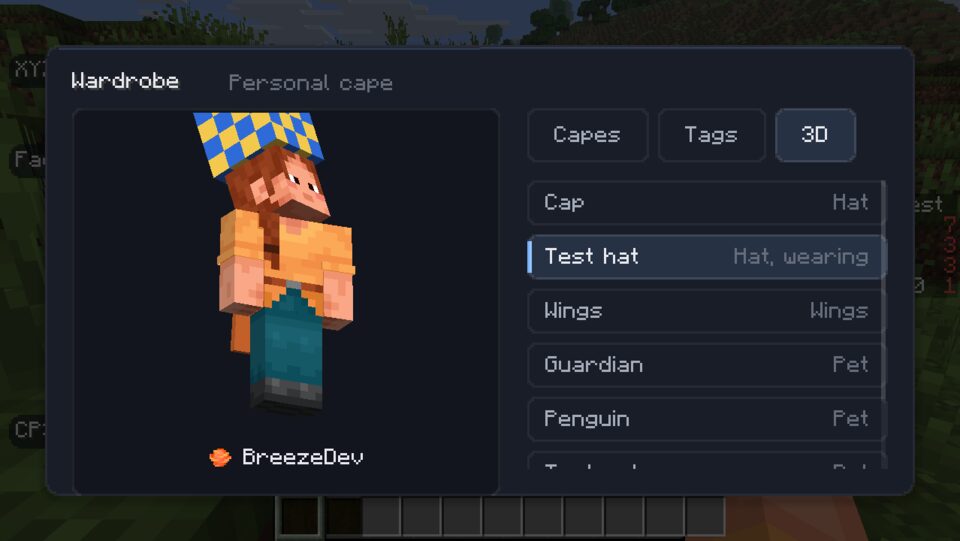 Wardrobe Personal cape
Capes Tags 3D
Cap Hat
Test hat Hat, wearing
Wings Wings
Guardian Pet
Penguin Pet
BreezeDev